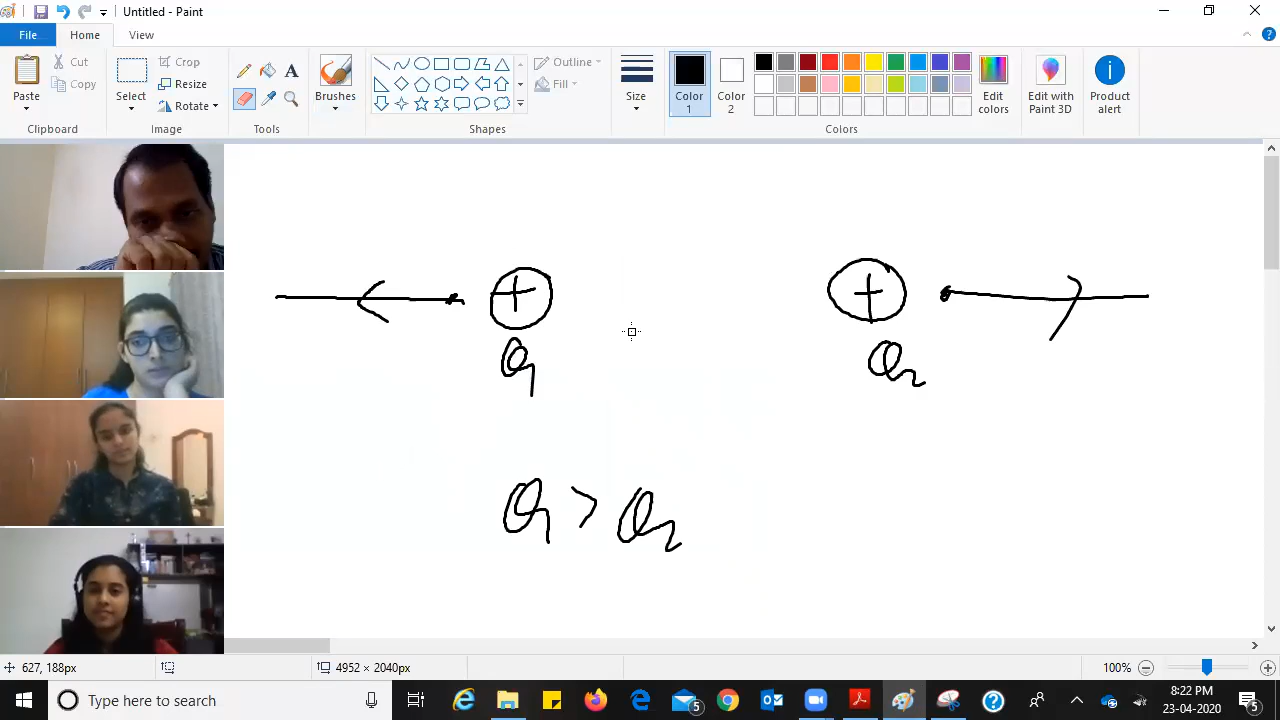 Untitled - Paint
File Home View
Cut
Copy
Paste
Clipboard
Crop
Resize
Rotate
Select
Image
A
Tools
Brushes
Outline
Fill
Shapes
Size
Color 1
Color 2
Edit colors
Colors
Edit with Paint 3D
Product alert
+ +
Q1 Q2
Q1 > Q2
627, 188px
4952 × 2040px
100%
Type here to search
5
8:22 PM
23-04-2020
5